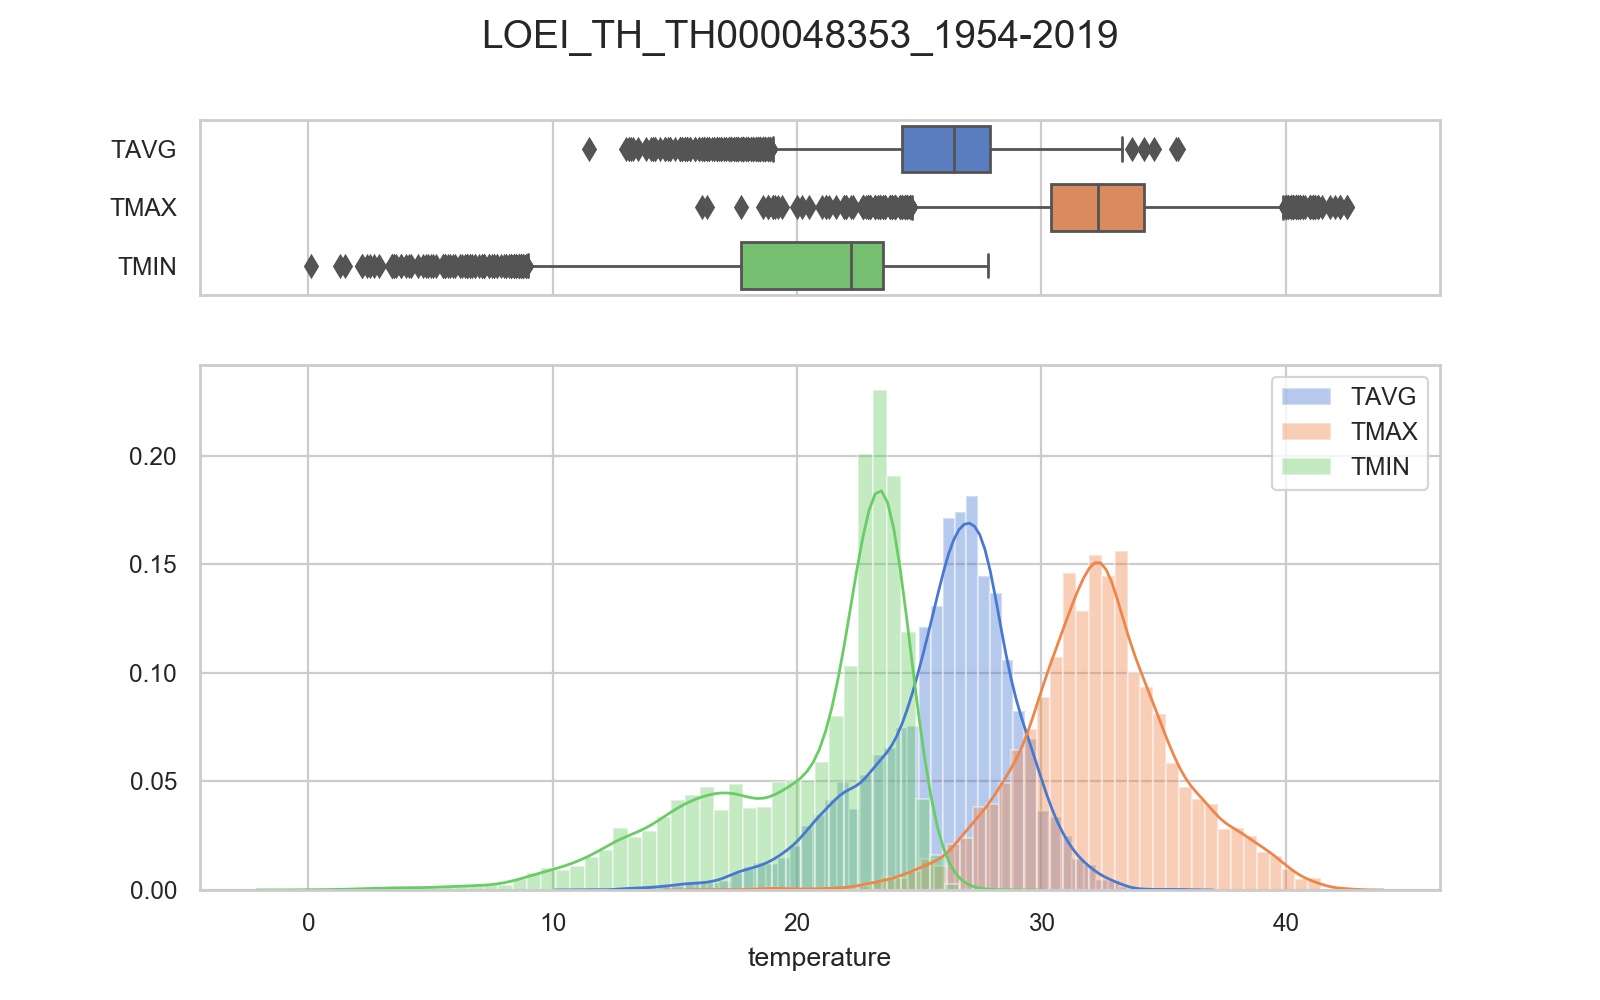 LOEI_TH_TH000048353_1954-2019
TAVG
TMAX
TMIN
TAVG
TMAX
TMIN
0.20
0.15
0.10
0.05
0.00
0 10 20 30 40
temperature